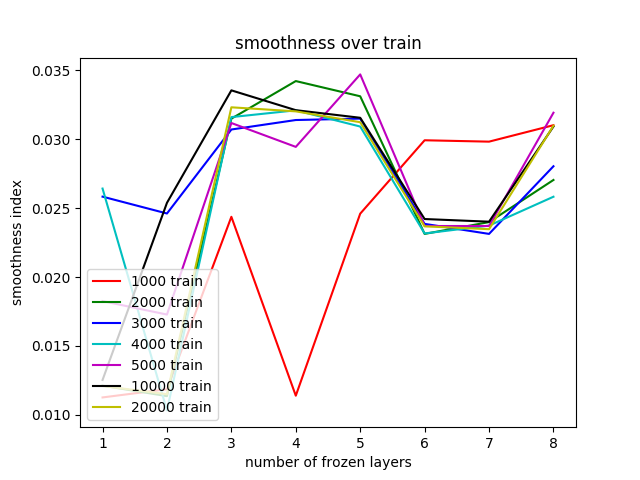 smoothness over train
smoothness index
0.035
0.030
0.025
0.020
0.015
0.010
1000 train
2000 train
3000 train
4000 train
5000 train
10000 train
20000 train
1 2 3 4 5 6 7 8
number of frozen layers